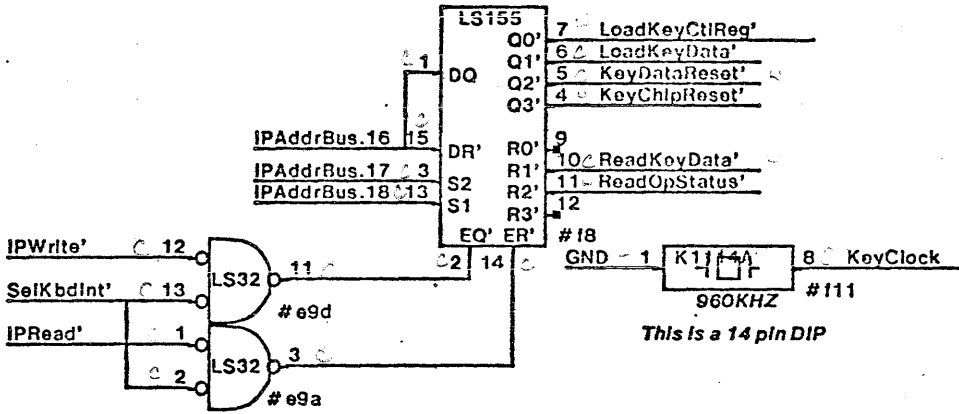 LS155
Q0' 7 LoadKeyCtlReg'
Q1' 6 LoadKeyData'
1 DQ Q2' 5 KeyDataReset'
Q3' 4 KeyChipReset'
IPAddrBus.16 15 DR' R0' 9
R1' 10 ReadKeyData'
IPAddrBus.17 3 S2 R2' 11 ReadOpStatus'
IPAddrBus.18 13 S1 R3' 12
EQ' ER' #f8
2 14
IPWrite' 12
LS32 11
SelKbdInt' 13 #e9d
IPRead' 1
LS32 3
2 #e9a
GND 1 K1114A 8 KeyClock
960KHZ #f11
This is a 14 pin DIP